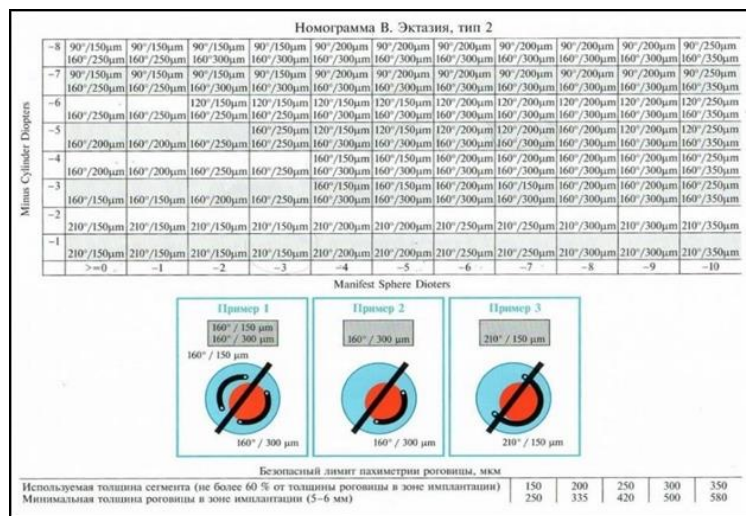 Номограмма В. Эктазия, тип 2
Minus Cylinder Diopters
−8 90°/150µm 90°/150µm 90°/150µm 90°/150µm 90°/200µm 90°/200µm 90°/200µm 90°/200µm 90°/200µm 90°/200µm 90°/250µm
160°/250µm 160°/250µm 160°300µm 160°/300µm 160°/300µm 160°/300µm 160°/300µm 160°/300µm 160°/300µm 160°/300µm 160°/350µm
−7 90°/150µm 90°/150µm 90°/150µm 90°/150µm 90°/200µm 90°/200µm 90°/200µm 90°/200µm 90°/200µm 90°/200µm 90°/250µm
160°/250µm 160°/250µm 160°/300µm 160°/300µm 160°/300µm 160°/300µm 160°/300µm 160°/300µm 160°/300µm 160°/300µm 160°/350µm
−6 120°/150µm 120°/150µm 120°/150µm 120°/150µm 120°/200µm 120°/200µm 120°/200µm 120°/200µm 120°/250µm
160°/250µm 160°/250µm 160°/250µm 160°/250µm 160°/300µm 160°/300µm 160°/300µm 160°/300µm 160°/300µm 160°/300µm 160°/350µm
−5 160°/250µm 120°/150µm 120°/150µm 120°/200µm 120°/200µm 160°/200µm 120°/200µm 120°/250µm
160°/200µm 160°/200µm 160°/250µm 160°/250µm 160°/300µm 160°/300µm 160°/300µm 160°/300µm 160°/300µm 160°/300µm 160°/350µm
−4 160°/150µm 160°/150µm 160°/200µm 160°/200µm 160°/200µm 160°/200µm 160°/250µm
160°/200µm 160°/200µm 160°/250µm 160°/250µm 160°/300µm 160°/300µm 160°/300µm 160°/300µm 160°/300µm 160°/300µm 160°/350µm
−3 160°/150µm 160°/150µm 160°/200µm 160°/150µm 160°/200µm 160°/200µm 160°/250µm
160°/150µm 160°/150µm 160°/200µm 160°/250µm 160°/300µm 160°/300µm 160°/300µm 160°/300µm 160°/300µm 160°/300µm 160°/350µm
−2
210°/150µm 210°/150µm 210°/150µm 210°/150µm 210°/200µm 210°/200µm 210°/250µm 210°/250µm 210°/300µm 210°/300µm 210°/350µm
−1
210°/150µm 210°/150µm 210°/150µm 210°/150µm 210°/200µm 210°/200µm 210°/250µm 210°/250µm 210°/300µm 210°/300µm 210°/350µm
>=0 −1 −2 −3 −4 −5 −6 −7 −8 −9 −10
Manifest Sphere Dioters
Пример 1
160° / 150 µm
160° / 300 µm
160° / 150 µm
160° / 300 µm
Пример 2
160° / 300 µm
160° / 300 µm
Пример 3
210° / 150 µm
210° / 150 µm
Безопасный лимит пахиметрии роговицы, мкм
Используемая толщина сегмента (не более 60 % от толщины роговицы в зоне имплантации) 150 200 250 300 350
Минимальная толщина роговицы в зоне имплантации (5−6 мм) 250 335 420 500 580